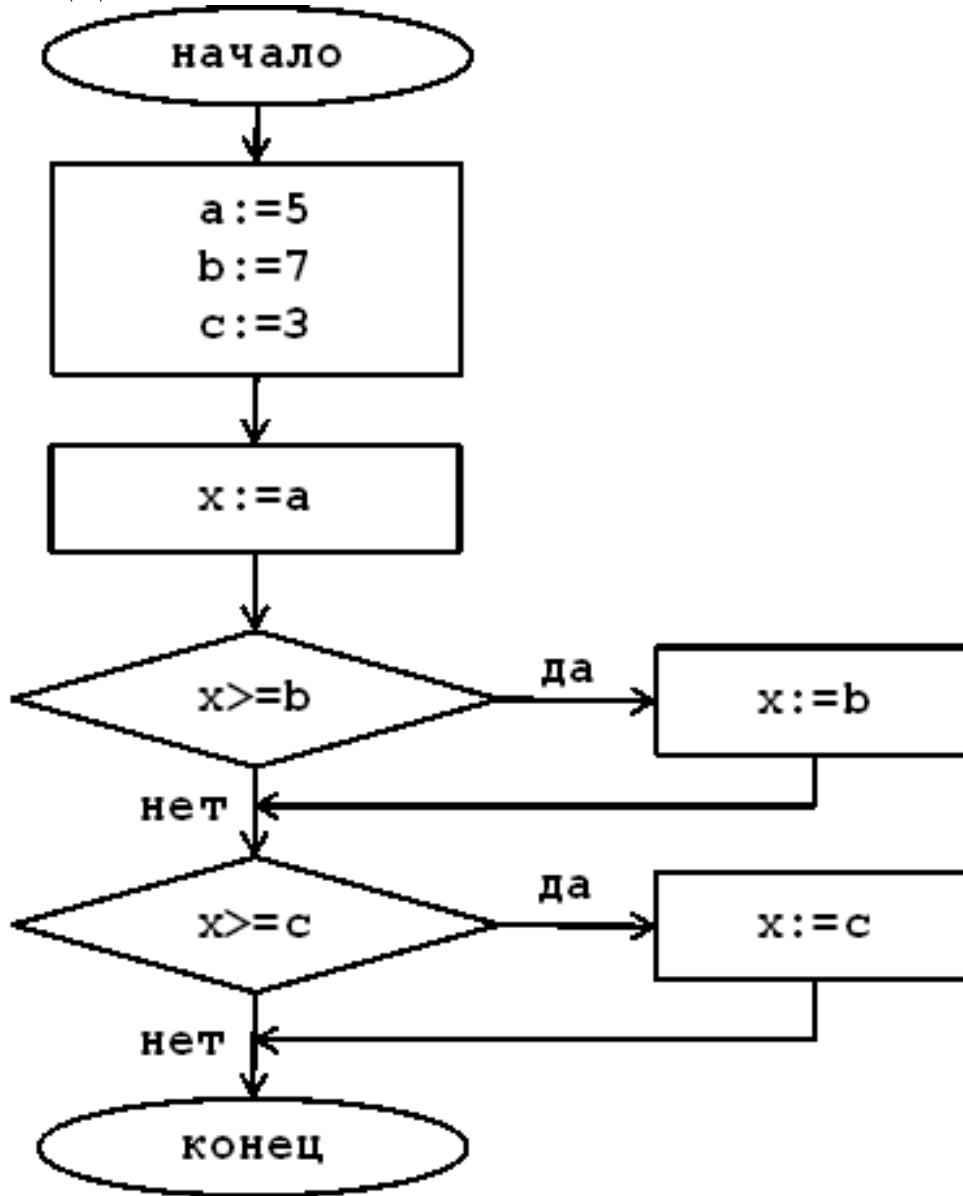 начало
a:=5
b:=7
c:=3
x:=a
x>=b
да
x:=b
нет
x>=c
да
x:=c
нет
конец